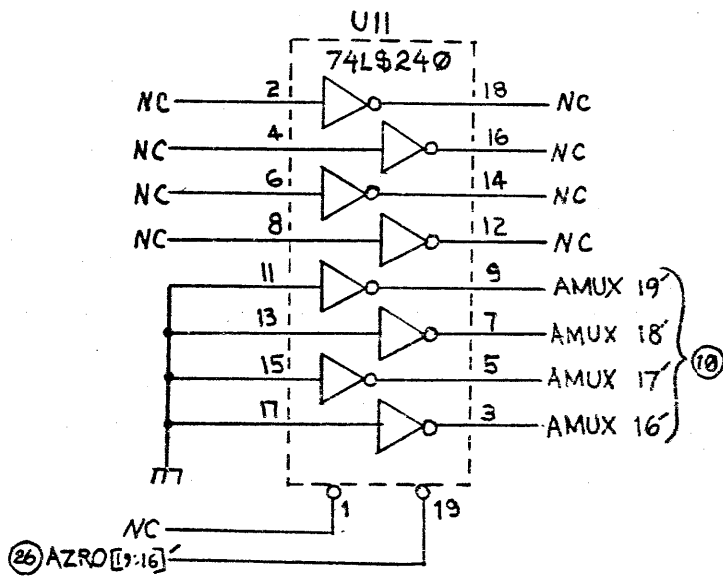 U11
74LS240
NC 2 18 NC
NC 4 16 NC
NC 6 14 NC
NC 8 12 NC
11 9 AMUX 19′
13 7 AMUX 18′
15 5 AMUX 17′
17 3 AMUX 16′
10
1 19
NC
26 AZRO[19:16]′